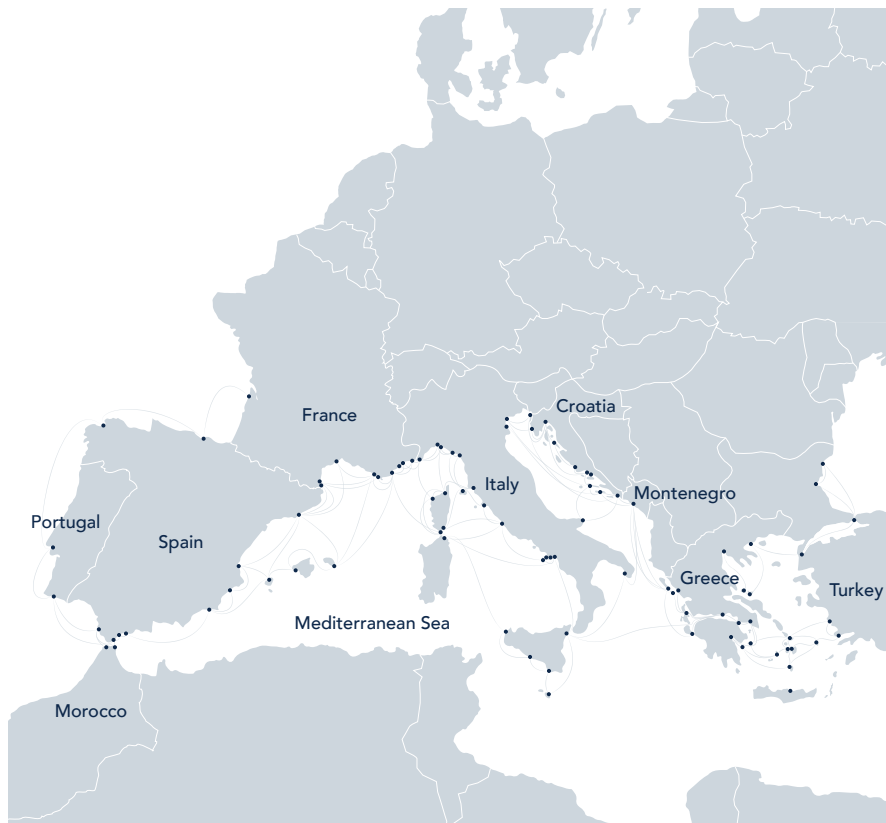 Croatia
France
Italy
Montenegro
Portugal
Spain
Greece
Turkey
Mediterranean Sea
Morocco